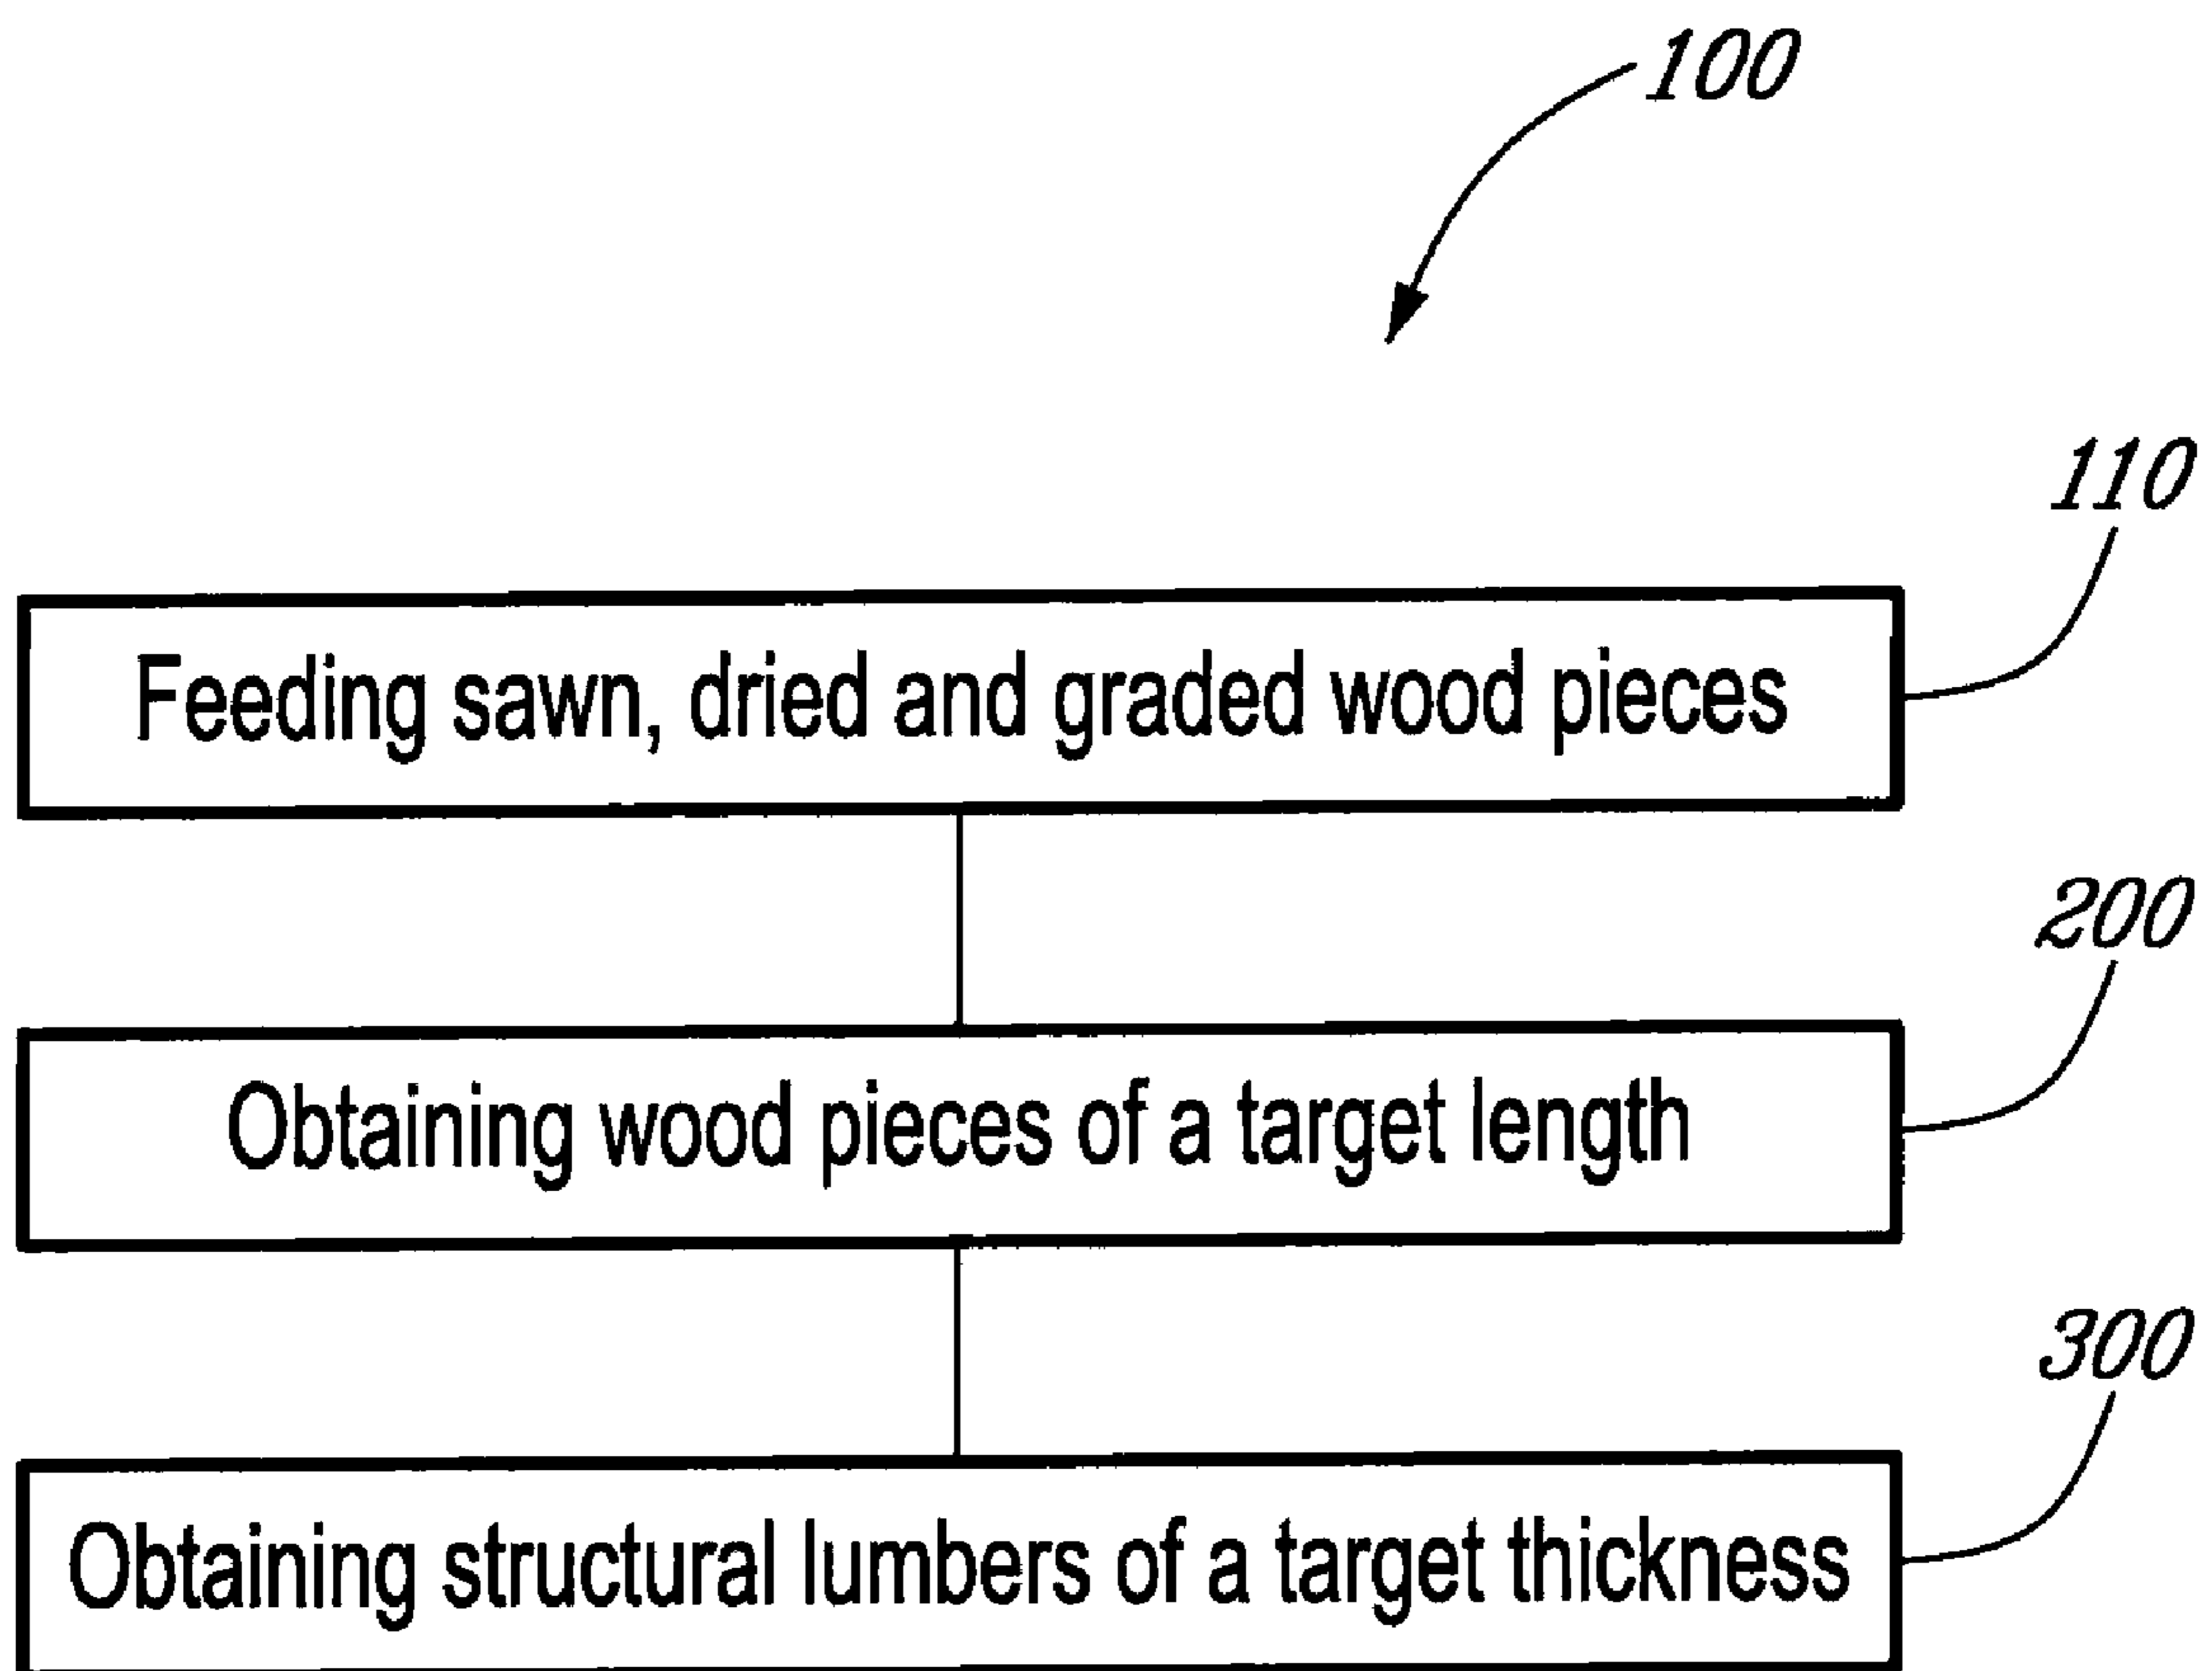 100
110
Feeding sawn, dried and graded wood pieces
200
Obtaining wood pieces of a target length
300
Obtaining structural lumbers of a target thickness